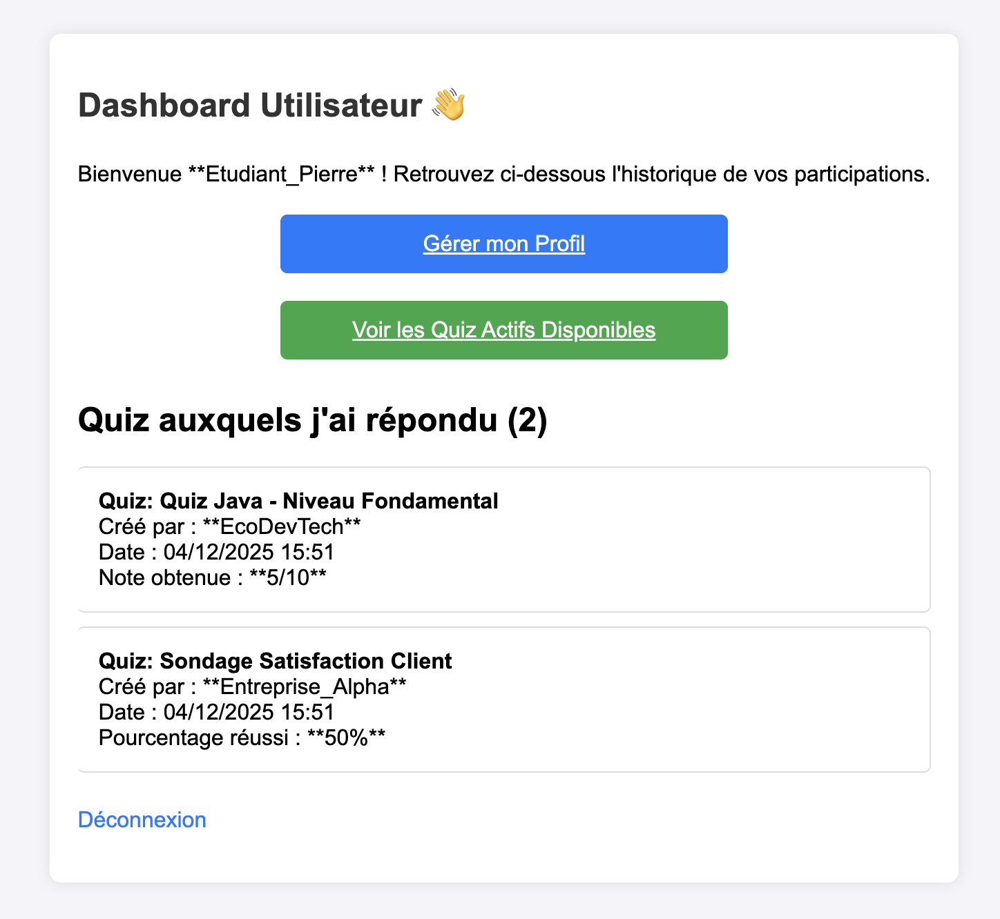 Dashboard Utilisateur 👋
Bienvenue **Etudiant_Pierre** ! Retrouvez ci-dessous l'historique de vos participations.
Gérer mon Profil
Voir les Quiz Actifs Disponibles
Quiz auxquels j'ai répondu (2)
Quiz: Quiz Java - Niveau Fondamental
Créé par : **EcoDevTech**
Date : 04/12/2025 15:51
Note obtenue : **5/10**
Quiz: Sondage Satisfaction Client
Créé par : **Entreprise_Alpha**
Date : 04/12/2025 15:51
Pourcentage réussi : **50%**
Déconnexion